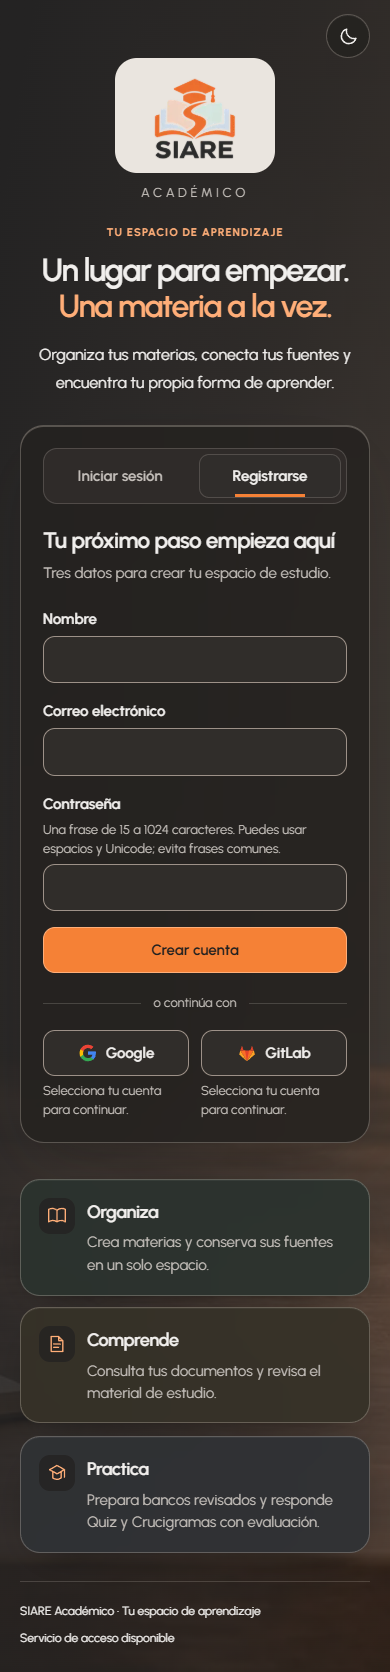 SIARE
ACADÉMICO
TU ESPACIO DE APRENDIZAJE
Un lugar para empezar.
Una materia a la vez.
Organiza tus materias, conecta tus fuentes y
encuentra tu propia forma de aprender.
Iniciar sesión
Registrarse
Tu próximo paso empieza aquí
Tres datos para crear tu espacio de estudio.
Nombre
Correo electrónico
Contraseña
Una frase de 15 a 1024 caracteres. Puedes usar
espacios y Unicode; evita frases comunes.
Crear cuenta
o continúa con
Google
GitLab
Selecciona tu cuenta
para continuar.
Selecciona tu cuenta
para continuar.
Organiza
Crea materias y conserva sus fuentes
en un solo espacio.
Comprende
Consulta tus documentos y revisa el
material de estudio.
Practica
Prepara bancos revisados y responde
Quiz y Crucigramas con evaluación.
SIARE Académico · Tu espacio de aprendizaje
Servicio de acceso disponible